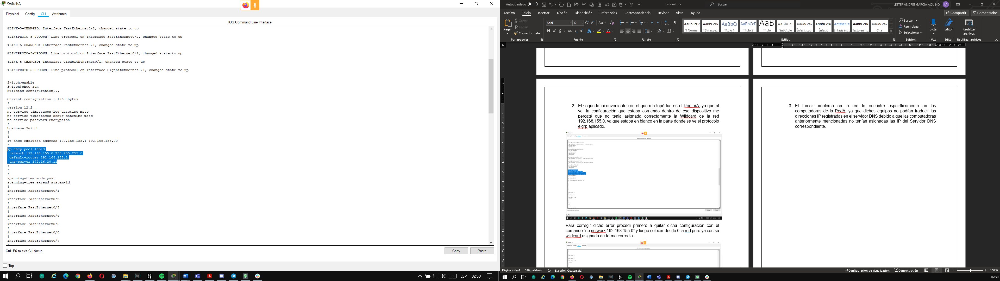 SwitchA
Physical Config CLI Attributes
IOS Command Line Interface
%LINK-5-CHANGED: Interface FastEthernet0/2, changed state to up
%LINEPROTO-5-UPDOWN: Line protocol on Interface FastEthernet0/2, changed state to up
%LINK-5-CHANGED: Interface FastEthernet0/1, changed state to up
%LINEPROTO-5-UPDOWN: Line protocol on Interface FastEthernet0/1, changed state to up
%LINK-5-CHANGED: Interface GigabitEthernet0/1, changed state to up
%LINEPROTO-5-UPDOWN: Line protocol on Interface GigabitEthernet0/1, changed state to up
Switch>enable
Switch#show run
Building configuration...
Current configuration : 1260 bytes
!
version 12.2
no service timestamps log datetime msec
no service timestamps debug datetime msec
no service password-encryption
!
hostname Switch
!
!
ip dhcp excluded-address 192.168.155.1 192.168.155.20
!
ip dhcp pool lab13
network 192.168.155.0 255.255.255.0
default-router 192.168.155.1
dns-server 172.16.20.11
!
!
!
spanning-tree mode pvst
spanning-tree extend system-id
!
interface FastEthernet0/1
!
interface FastEthernet0/2
!
interface FastEthernet0/3
!
interface FastEthernet0/4
!
interface FastEthernet0/5
!
interface FastEthernet0/6
!
interface FastEthernet0/7
Ctrl+F6 to exit CLI focus
Copy Paste
Top
ESP 02:50
Autoguardado Laborat... Buscar LESTER ANDRES GARCIA AQUINO LA
Archivo Inicio Insertar Diseño Disposición Referencias Correspondencia Revisar Vista Ayuda Compartir Comentarios
Pegar Cortar Copiar Copiar formato
Arial 12
AaBbCcDc ¶ Normal
AaBbCcDc ¶ Sin espa...
AaBbCc Título 1
AaBbCcD Título 2
AaB Título
AaBbCcD Subtítulo
AaBbCcDc Énfasis sutil
AaBbCcDc Énfasis
AaBbCcDc Énfasis int...
AaBbCcDc Texto en n...
AaBbCcDc Cita
Buscar
Reemplazar
Seleccionar
Dictar Editor Reutilizar archivos
Portapapeles Fuente Párrafo Estilos Edición Voz Editor Reutilizar archivos
2. El segundo inconveniente con el que me topé fue en el RouterA, ya que al
ver la configuración que estaba corriendo dentro de ese dispositivo me
percaté que no tenia asignada correctamente la Wildcard de la red
192.168.155.0, ya que estaba en blanco en la parte donde se ve el protocolo
eigrp aplicado.
Para corregir dicho error procedí primero a quitar dicha configuración con el
comando “no network 192.168.155.0” y luego colocar desde 0 la red pero ya con su
wildcard asignada de forma correcta.
3. El tercer problema en la red lo encontré específicamente en las
computadoras de la RedA, ya que dichos equipos no podían traducir las
direcciones IP registradas en el servidor DNS debido a que las computadoras
anteriormente mencionadas no tenían asignadas las IP del Servidor DNS
correspondiente.
Página 4 de 4 328 palabras Español (Guatemala) Configuración de visualización Concentración 100 %
02:50